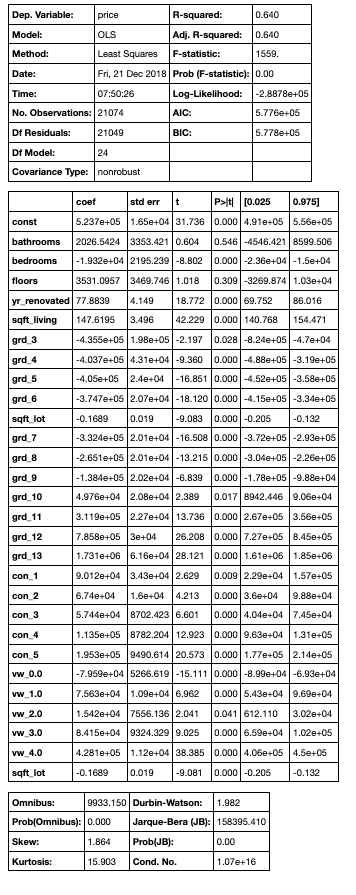 Dep. Variable: price R-squared: 0.640
Model: OLS Adj. R-squared: 0.640
Method: Least Squares F-statistic: 1559.
Date: Fri, 21 Dec 2018 Prob (F-statistic): 0.00
Time: 07:50:26 Log-Likelihood: -2.8878e+05
No. Observations: 21074 AIC: 5.776e+05
Df Residuals: 21049 BIC: 5.778e+05
Df Model: 24
Covariance Type: nonrobust
coef std err t P>|t| [0.025 0.975]
const 5.237e+05 1.65e+04 31.736 0.000 4.91e+05 5.56e+05
bathrooms 2026.5424 3353.421 0.604 0.546 -4546.421 8599.506
bedrooms -1.932e+04 2195.239 -8.802 0.000 -2.36e+04 -1.5e+04
floors 3531.0957 3469.746 1.018 0.309 -3269.874 1.03e+04
yr_renovated 77.8839 4.149 18.772 0.000 69.752 86.016
sqft_living 147.6195 3.496 42.229 0.000 140.768 154.471
grd_3 -4.355e+05 1.98e+05 -2.197 0.028 -8.24e+05 -4.7e+04
grd_4 -4.037e+05 4.31e+04 -9.360 0.000 -4.88e+05 -3.19e+05
grd_5 -4.05e+05 2.4e+04 -16.851 0.000 -4.52e+05 -3.58e+05
grd_6 -3.747e+05 2.07e+04 -18.120 0.000 -4.15e+05 -3.34e+05
sqft_lot -0.1689 0.019 -9.083 0.000 -0.205 -0.132
grd_7 -3.324e+05 2.01e+04 -16.508 0.000 -3.72e+05 -2.93e+05
grd_8 -2.651e+05 2.01e+04 -13.215 0.000 -3.04e+05 -2.26e+05
grd_9 -1.384e+05 2.02e+04 -6.839 0.000 -1.78e+05 -9.88e+04
grd_10 4.976e+04 2.08e+04 2.389 0.017 8942.446 9.06e+04
grd_11 3.119e+05 2.27e+04 13.736 0.000 2.67e+05 3.56e+05
grd_12 7.858e+05 3e+04 26.208 0.000 7.27e+05 8.45e+05
grd_13 1.731e+06 6.16e+04 28.121 0.000 1.61e+06 1.85e+06
con_1 9.012e+04 3.43e+04 2.629 0.009 2.29e+04 1.57e+05
con_2 6.74e+04 1.6e+04 4.213 0.000 3.6e+04 9.88e+04
con_3 5.744e+04 8702.423 6.601 0.000 4.04e+04 7.45e+04
con_4 1.135e+05 8782.204 12.923 0.000 9.63e+04 1.31e+05
con_5 1.953e+05 9490.614 20.573 0.000 1.77e+05 2.14e+05
vw_0.0 -7.959e+04 5266.619 -15.111 0.000 -8.99e+04 -6.93e+04
vw_1.0 7.563e+04 1.09e+04 6.962 0.000 5.43e+04 9.69e+04
vw_2.0 1.542e+04 7556.136 2.041 0.041 612.110 3.02e+04
vw_3.0 8.415e+04 9324.329 9.025 0.000 6.59e+04 1.02e+05
vw_4.0 4.281e+05 1.12e+04 38.385 0.000 4.06e+05 4.5e+05
sqft_lot -0.1689 0.019 -9.081 0.000 -0.205 -0.132
Omnibus: 9933.150 Durbin-Watson: 1.982
Prob(Omnibus): 0.000 Jarque-Bera (JB): 158395.410
Skew: 1.864 Prob(JB): 0.00
Kurtosis: 15.903 Cond. No. 1.07e+16